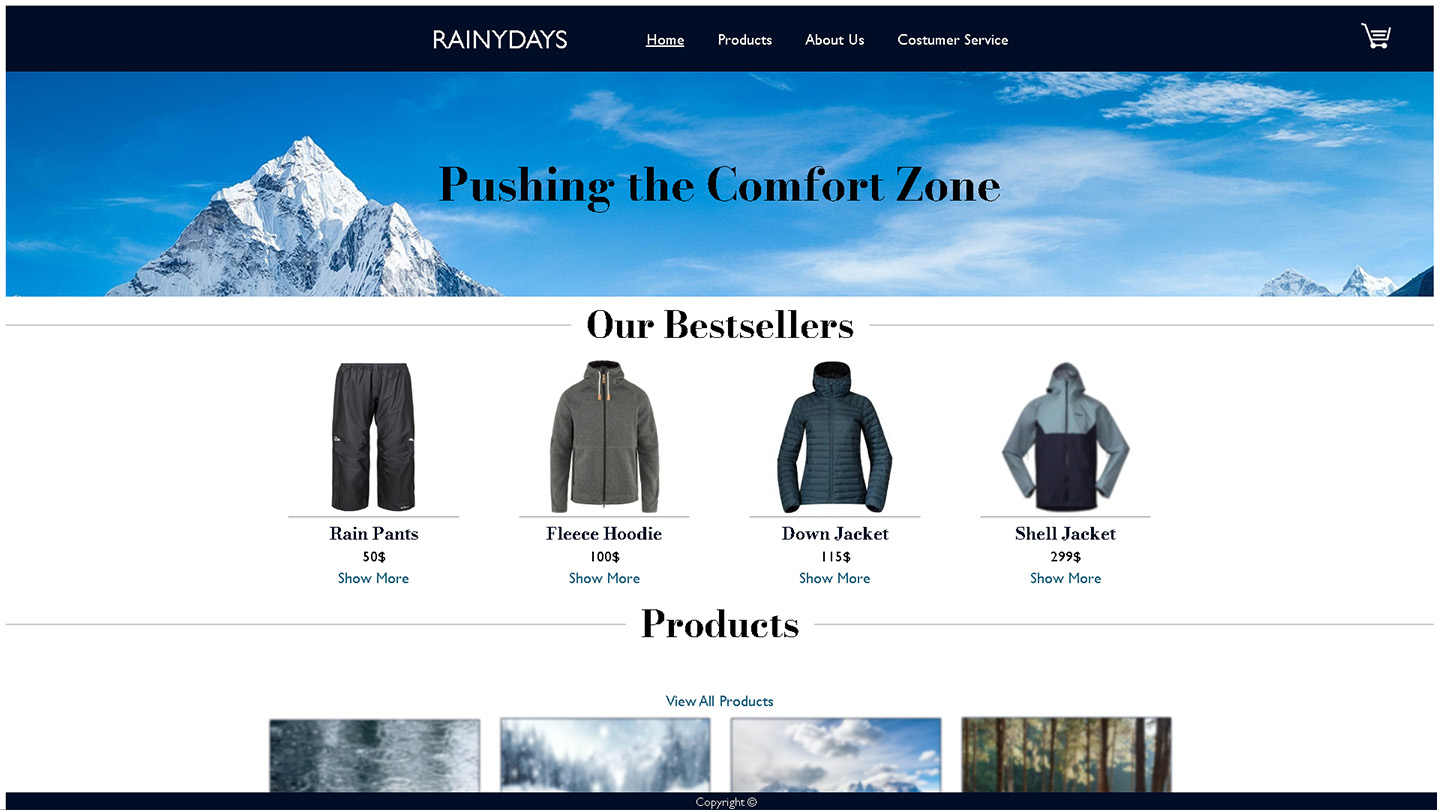 RAINYDAYS Home Products About Us Costumer Service
Pushing the Comfort Zone
Our Bestsellers
Rain Pants Fleece Hoodie Down Jacket Shell Jacket
50$ 100$ 115$ 299$
Show More Show More Show More Show More
Products
View All Products
Copyright ©